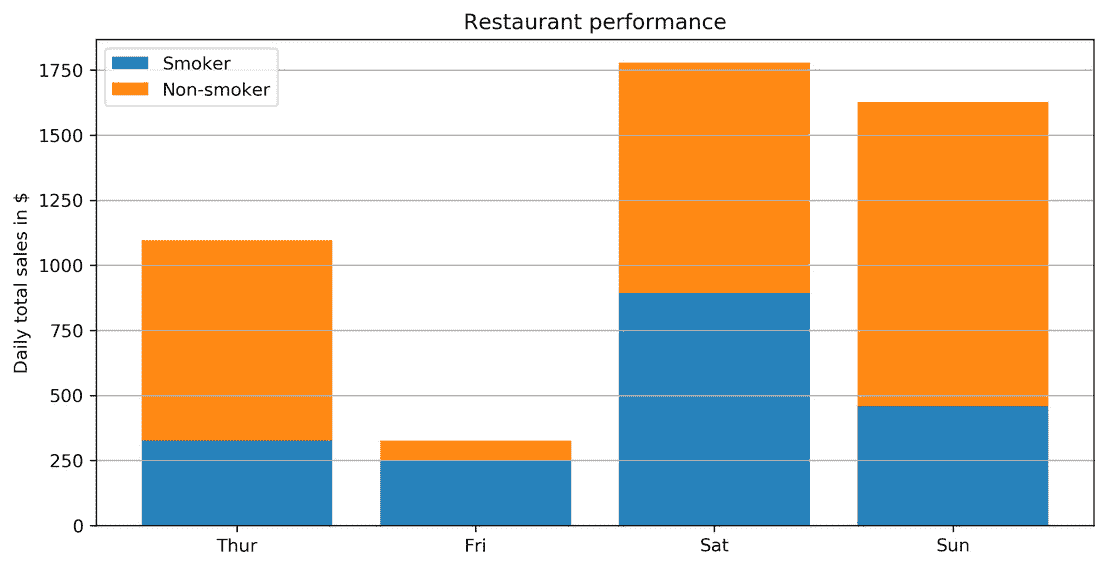 Restaurant performance
Smoker
Non-smoker
Daily total sales in $
1750
1500
1250
1000
750
500
250
0
Thur Fri Sat Sun